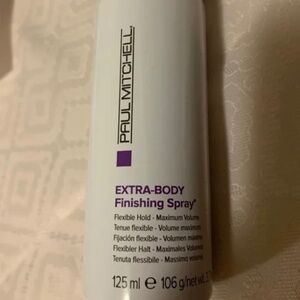 PAUL MITCHELL
EXTRA-BODY
Finishing Spray®
Flexible Hold - Maximum Volume
Tenue flexible - Volume maximum
Fijación flexible - Volumen máximo
Flexibler Halt - Maximales Volumen
Tenuta flessibile - Massimo volume
125 ml e 106 g/net wt.